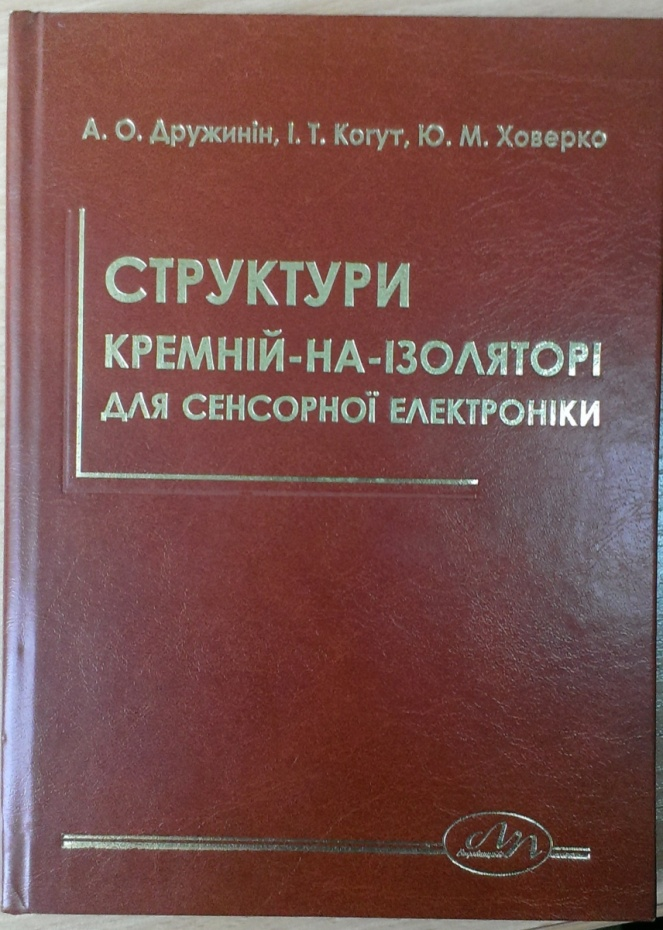 А. О. Дружинін, І. Т. Когут, Ю. М. Ховерко
СТРУКТУРИ
КРЕМНІЙ-НА-ІЗОЛЯТОРІ
ДЛЯ СЕНСОРНОЇ ЕЛЕКТРОНІКИ